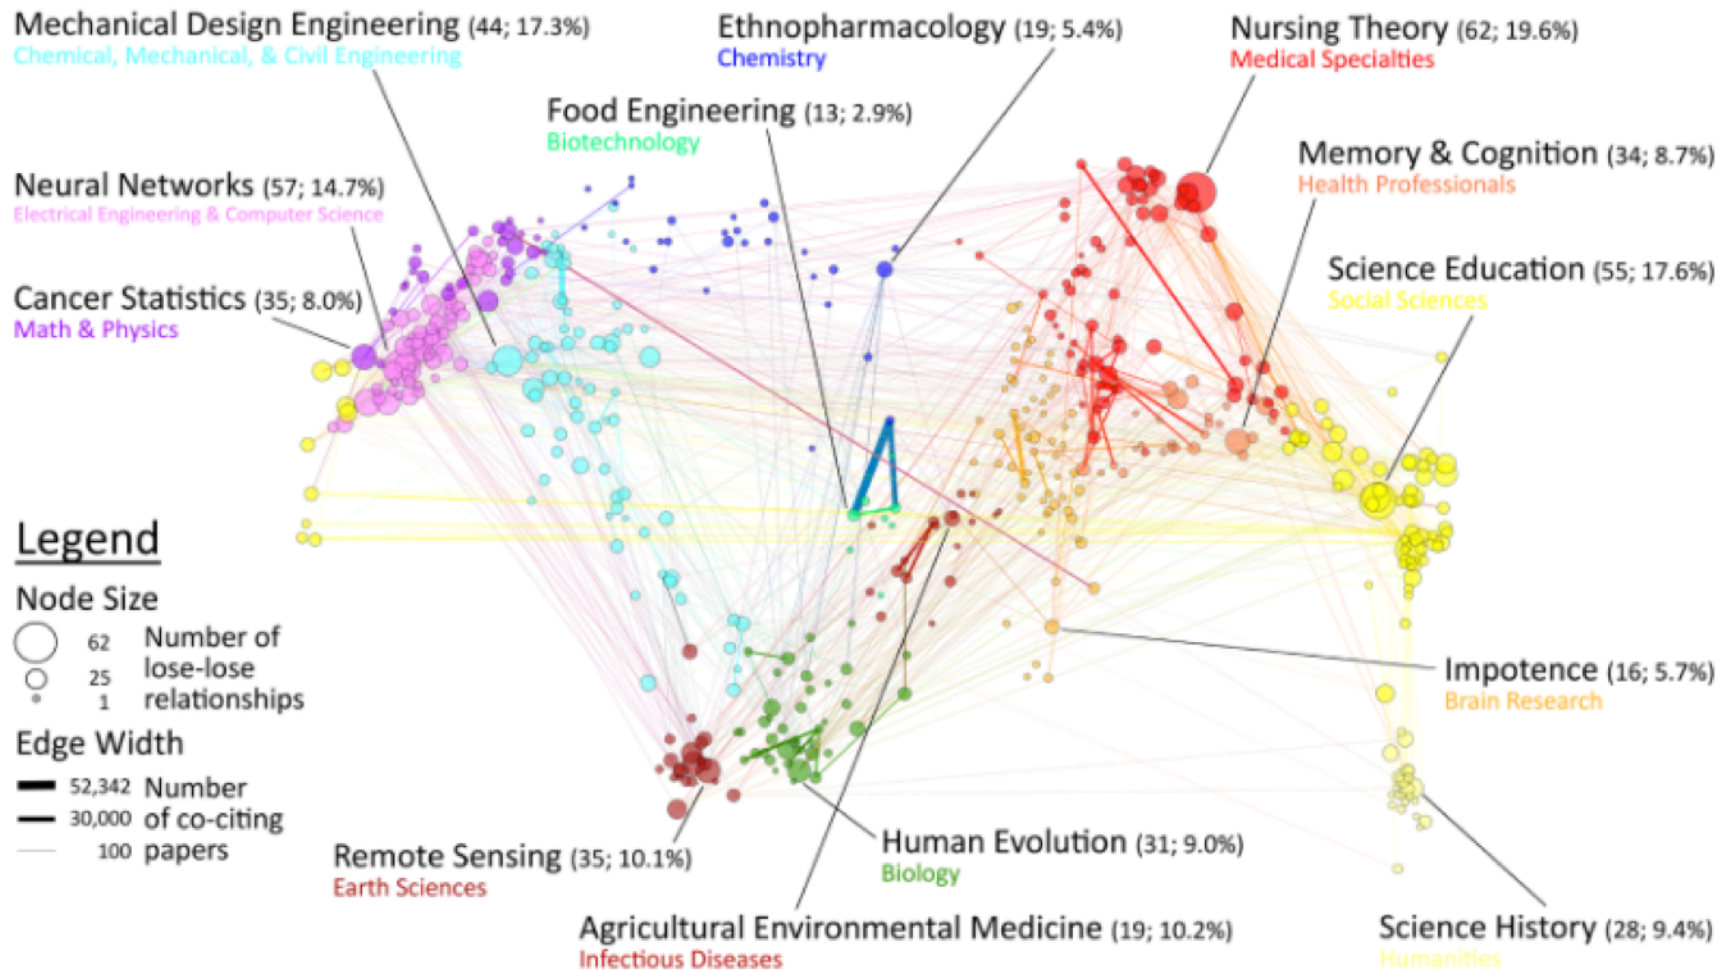 Mechanical Design Engineering (44; 17.3%)
Chemical, Mechanical, & Civil Engineering
Ethnopharmacology (19; 5.4%)
Chemistry
Nursing Theory (62; 19.6%)
Medical Specialties
Food Engineering (13; 2.9%)
Biotechnology
Memory & Cognition (34; 8.7%)
Health Professionals
Neural Networks (57; 14.7%)
Electrical Engineering & Computer Science
Science Education (55; 17.6%)
Social Sciences
Cancer Statistics (35; 8.0%)
Math & Physics
Legend
Node Size
62
25
1
Number of
lose-lose
relationships
Edge Width
52,342
30,000
100
Number
of co-citing
papers
Impotence (16; 5.7%)
Brain Research
Remote Sensing (35; 10.1%)
Earth Sciences
Human Evolution (31; 9.0%)
Biology
Agricultural Environmental Medicine (19; 10.2%)
Infectious Diseases
Science History (28; 9.4%)
Humanities